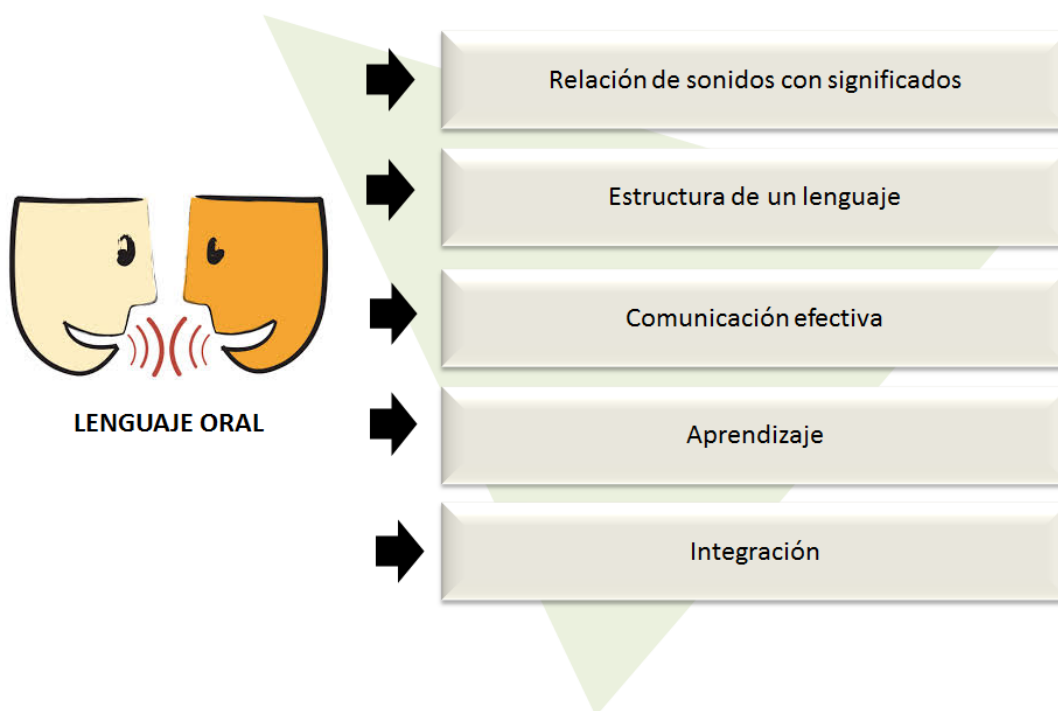 Relación de sonidos con significados
Estructura de un lenguaje
Comunicación efectiva
LENGUAJE ORAL
Aprendizaje
Integración